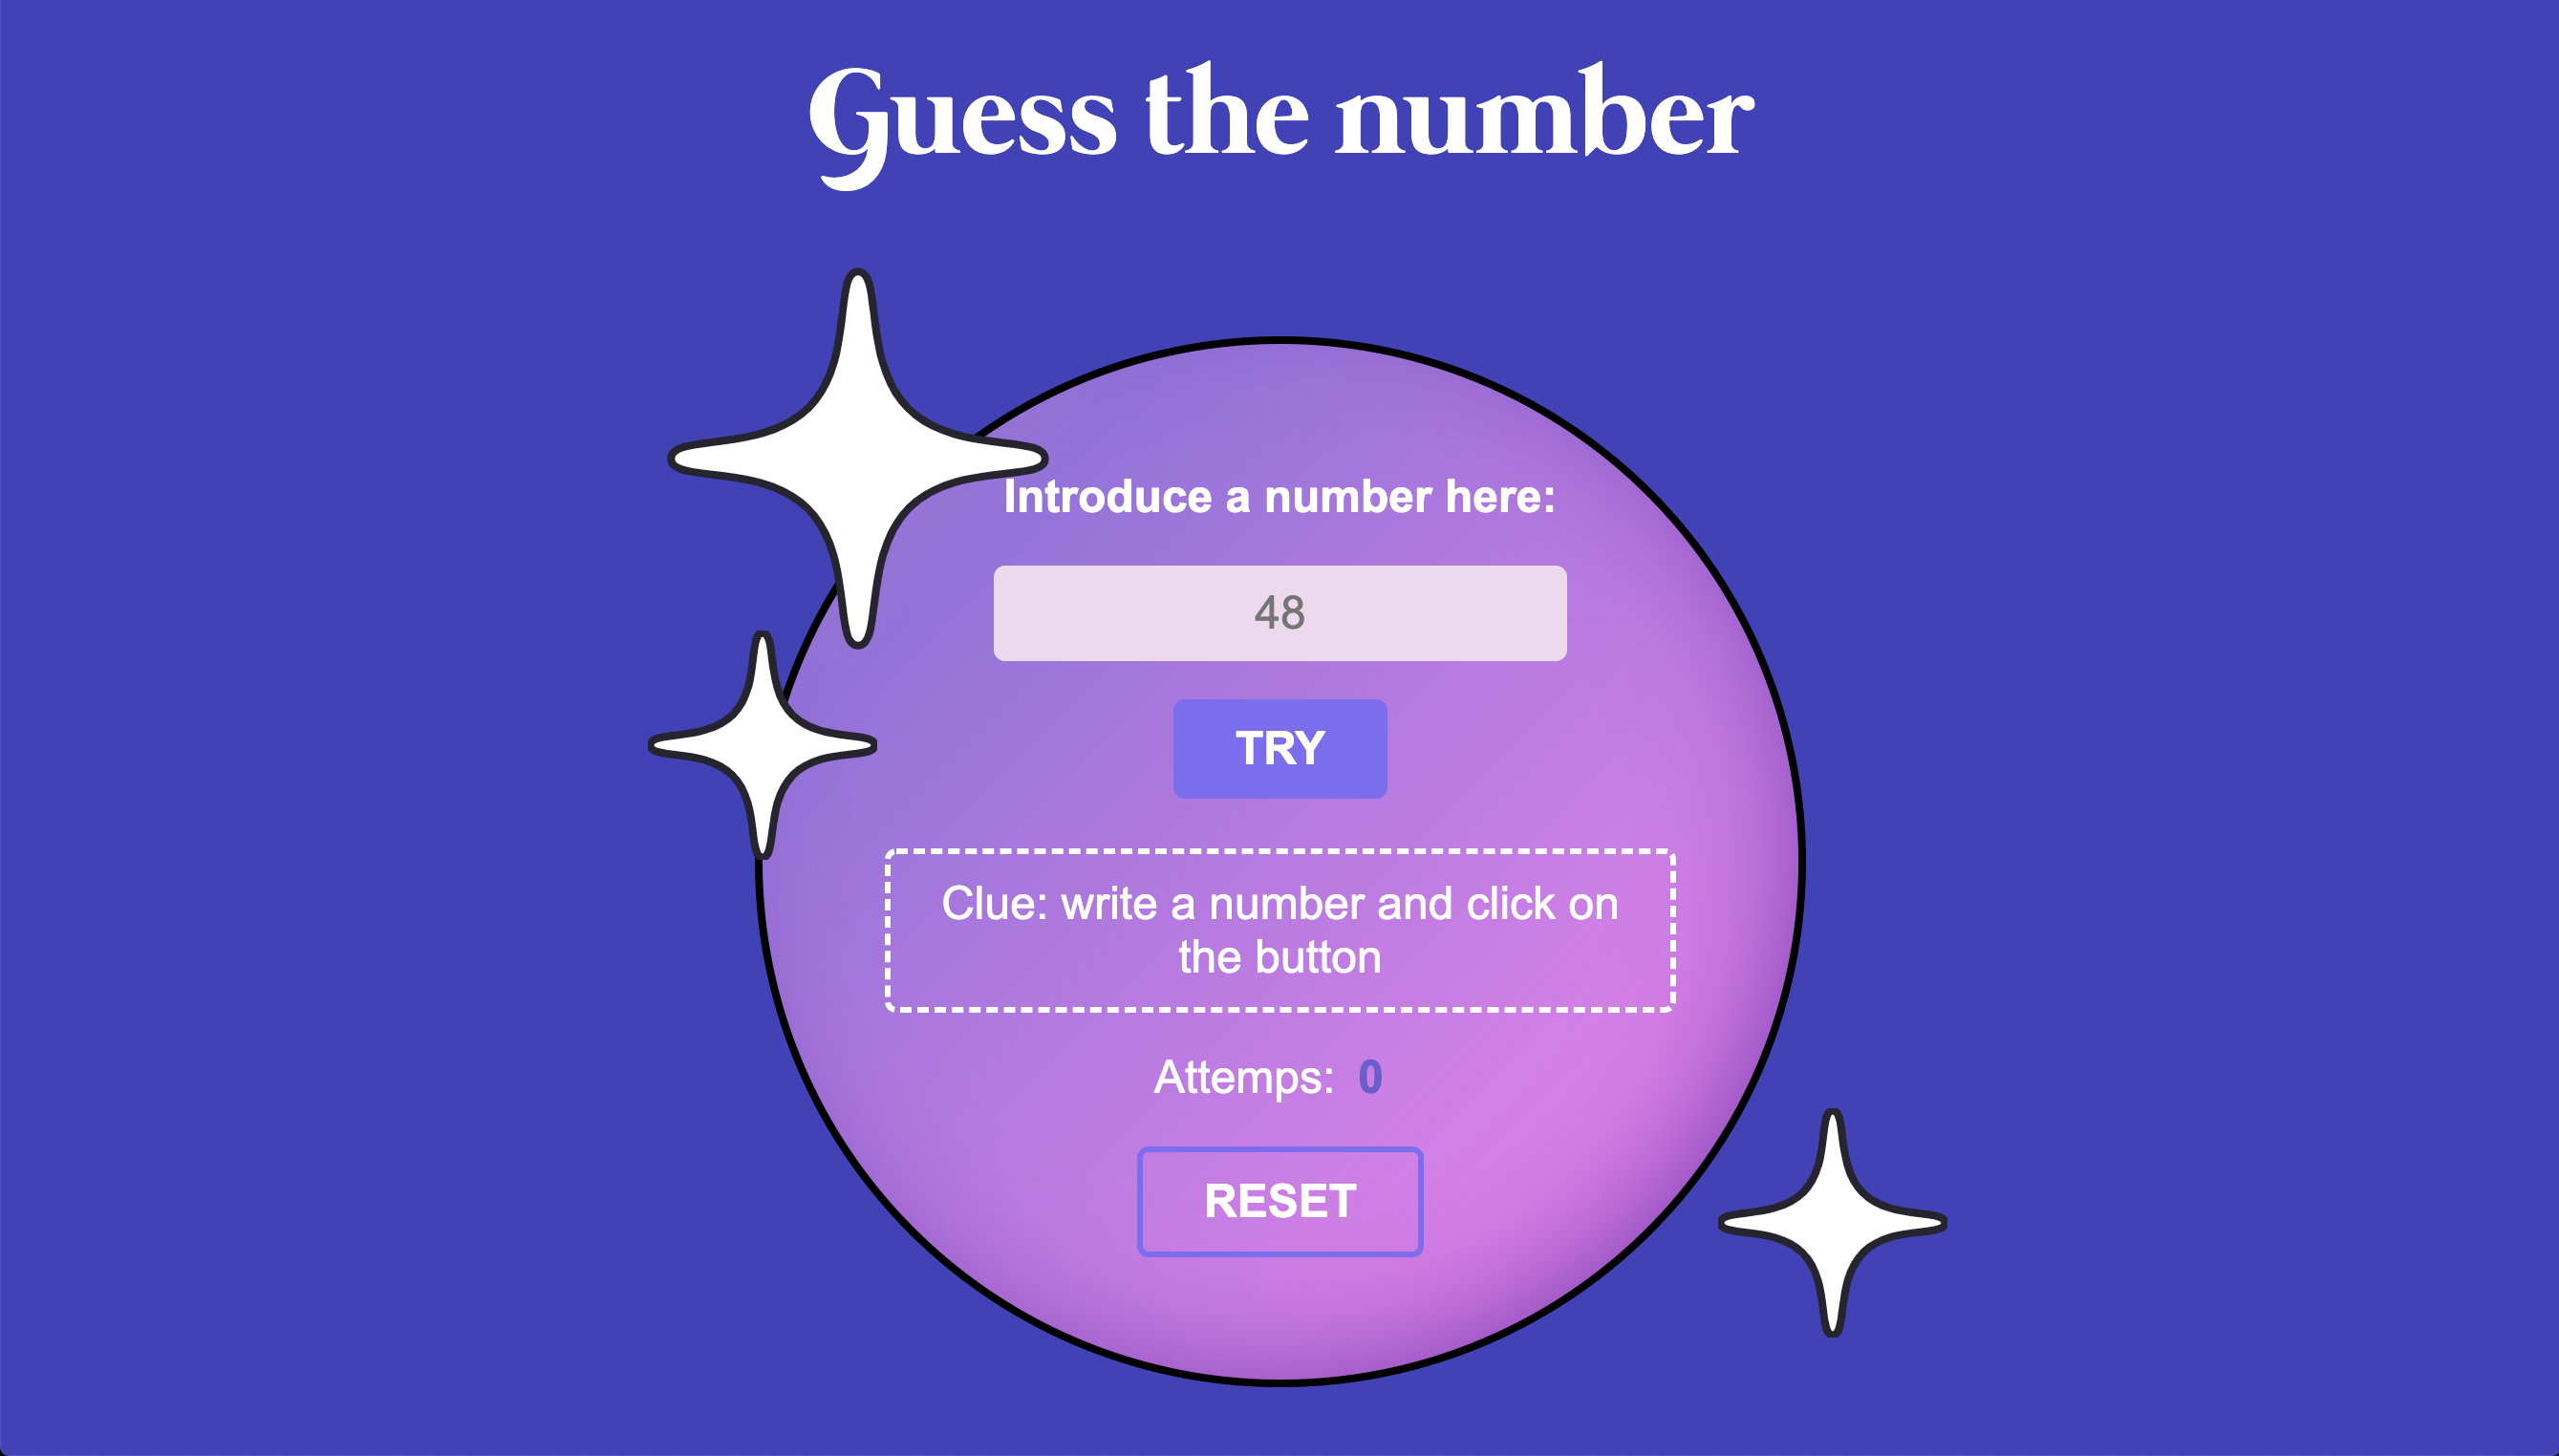 Guess the number
Introduce a number here:
48
TRY
Clue: write a number and click on
the button
Attemps: 0
RESET